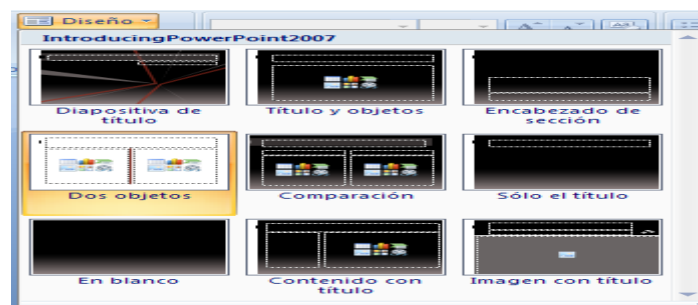 Diseño
IntroducingPowerPoint2007
Diapositiva de título
Título y objetos
Encabezado de sección
Dos objetos
Comparación
Sólo el título
En blanco
Contenido con título
Imagen con título